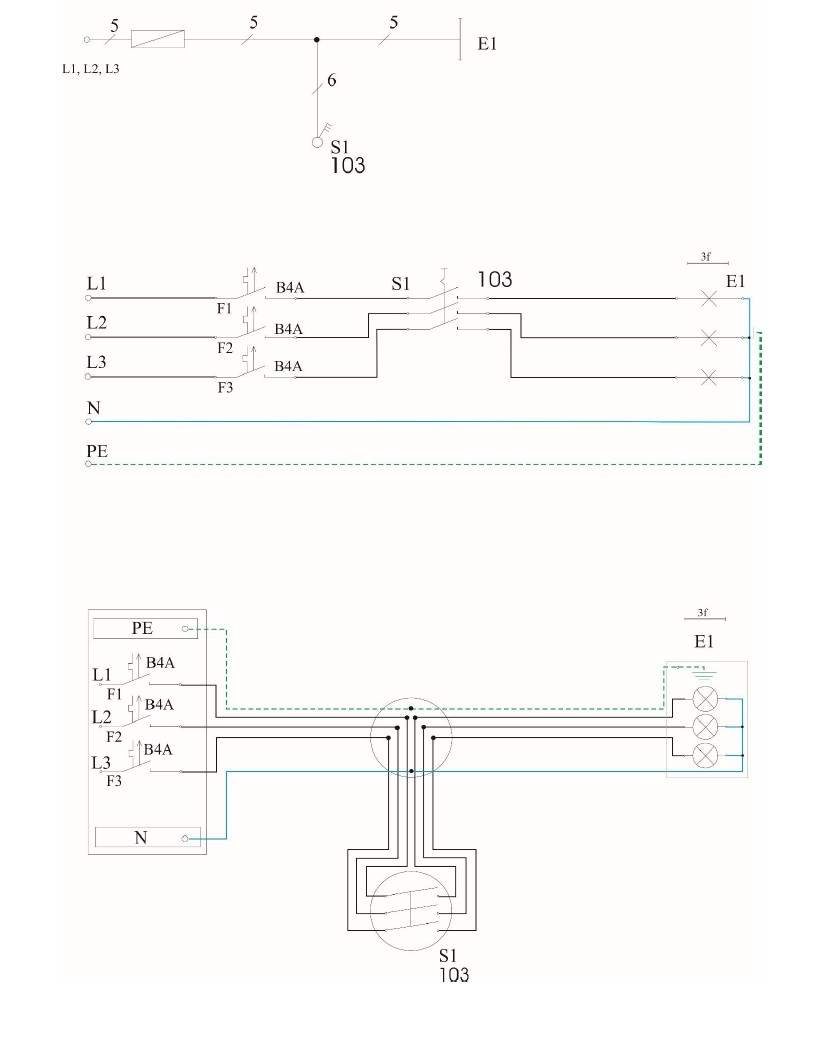 5 5 5
E1
L1, L2, L3
6
S1
103
3f
L1 B4A S1 103 E1
F1
L2 B4A
F2
L3 B4A
F3
N
PE
3f
PE E1
L1 B4A
F1
L2 B4A
F2
L3 B4A
F3
N
S1
103